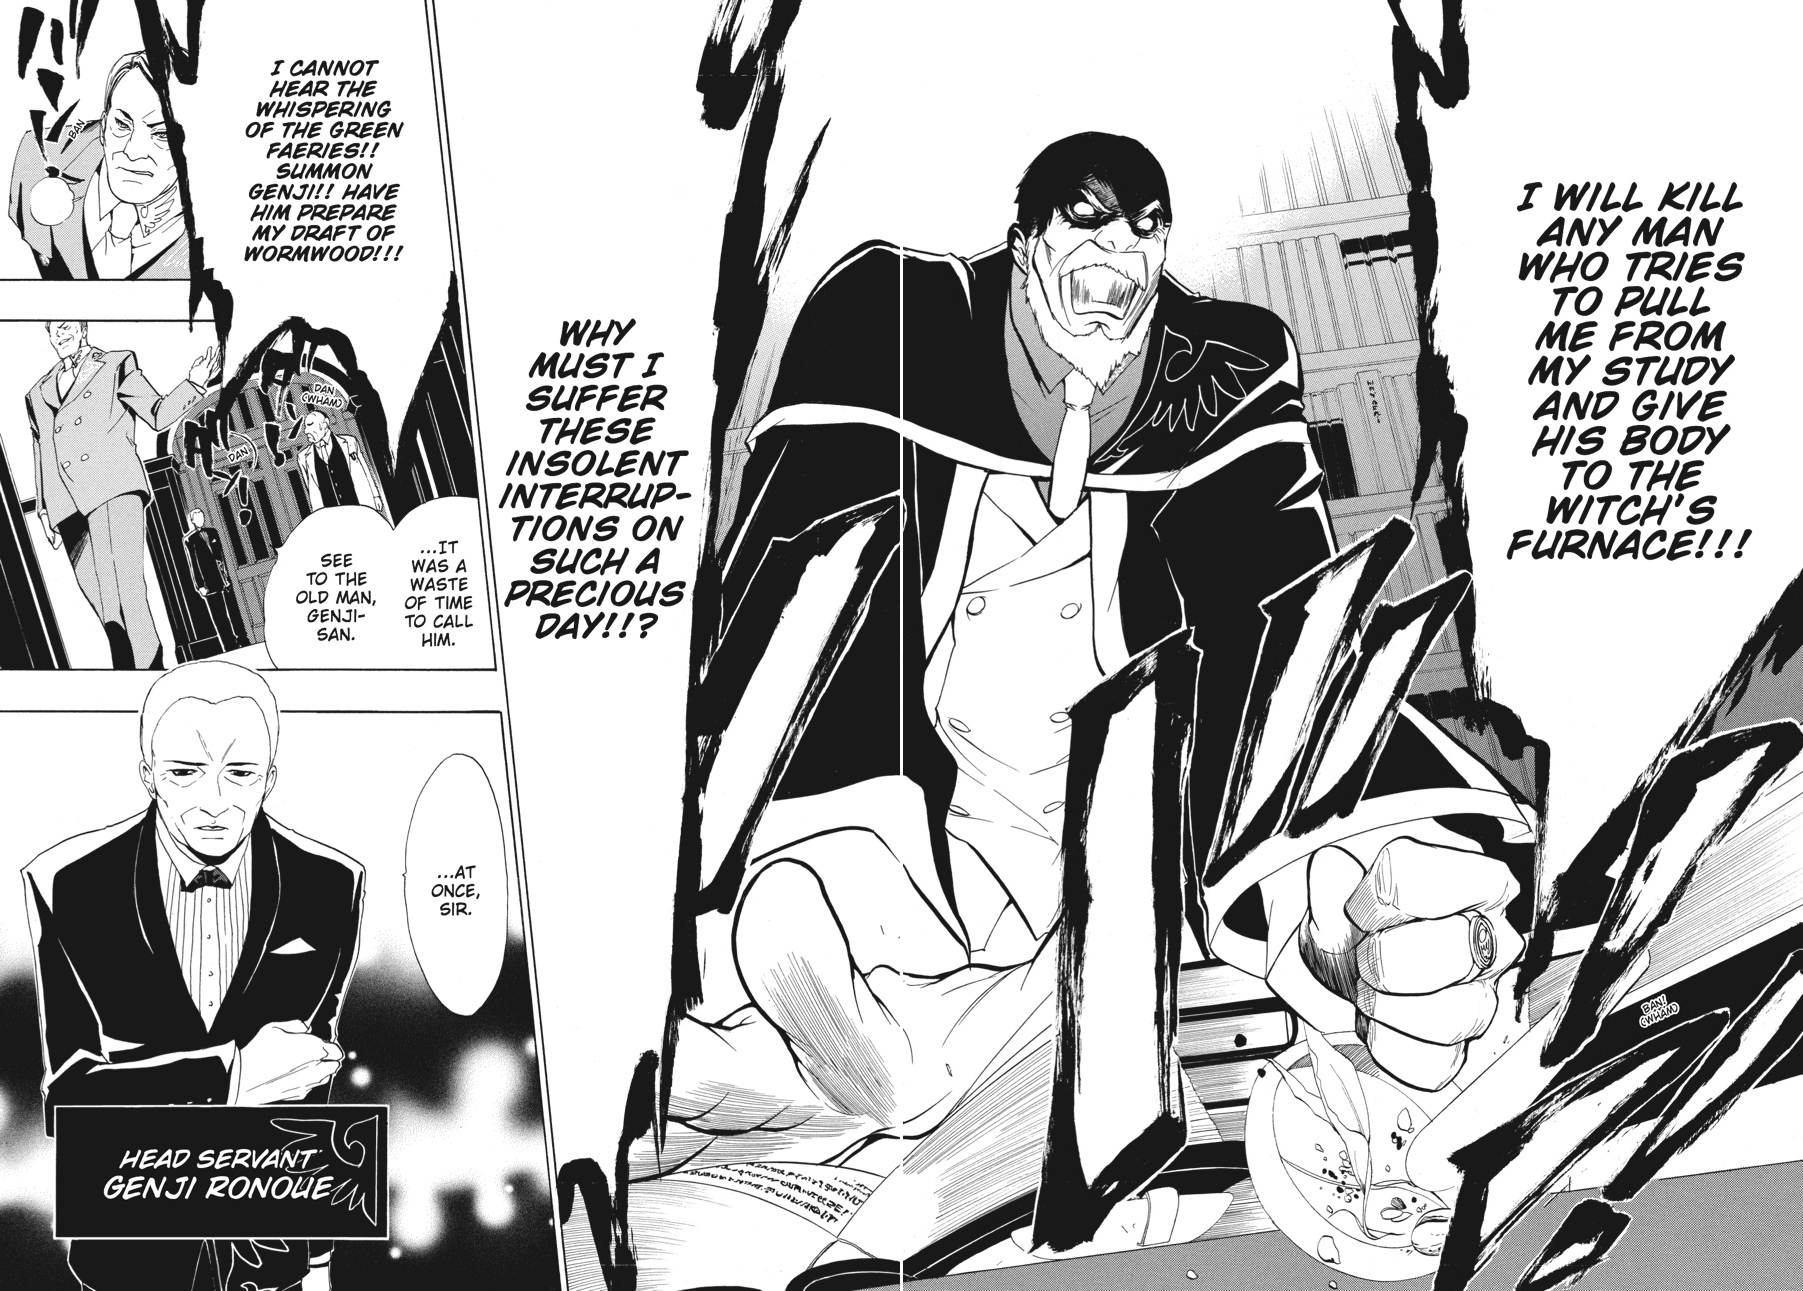 I WILL KILL
ANY MAN
WHO TRIES
TO PULL
ME FROM
MY STUDY
AND GIVE
HIS BODY
TO THE
WITCH'S
FURNACE!!!
BAN!
(WHAM)
WHY
MUST I
SUFFER
THESE
INSOLENT
INTERRUP-
TIONS ON
SUCH A
PRECIOUS
DAY!!!?
I CANNOT
HEAR THE
WHISPERING
OF THE GREEN
FAERIES!!
SUMMON
GENJI!! HAVE
HIM PREPARE
MY DRAFT OF
WORMWOOD!!!
BAN
DAN
(WHAM)
DAN
...IT
WAS A
WASTE
OF TIME
TO CALL
HIM.
SEE
TO THE
OLD MAN,
GENJI-
SAN.
...AT
ONCE,
SIR.
HEAD SERVANT
GENJI RONOUE